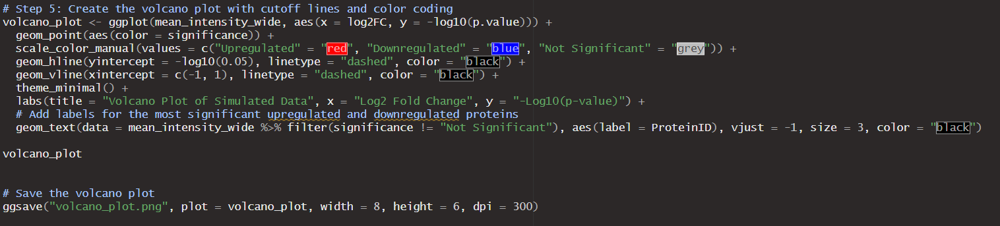 # Step 5: Create the volcano plot with cutoff lines and color coding
volcano_plot <- ggplot(mean_intensity_wide, aes(x = log2FC, y = -log10(p.value))) +
  geom_point(aes(color = significance)) +
  scale_color_manual(values = c("Upregulated" = "red", "Downregulated" = "blue", "Not Significant" = "grey")) +
  geom_hline(yintercept = -log10(0.05), linetype = "dashed", color = "black") +
  geom_vline(xintercept = c(-1, 1), linetype = "dashed", color = "black") +
  theme_minimal() +
  labs(title = "Volcano Plot of Simulated Data", x = "Log2 Fold Change", y = "-Log10(p-value)") +
  # Add labels for the most significant upregulated and downregulated proteins
  geom_text(data = mean_intensity_wide %>% filter(significance != "Not Significant"), aes(label = ProteinID), vjust = -1, size = 3, color = "black")
volcano_plot
# Save the volcano plot
ggsave("volcano_plot.png", plot = volcano_plot, width = 8, height = 6, dpi = 300)